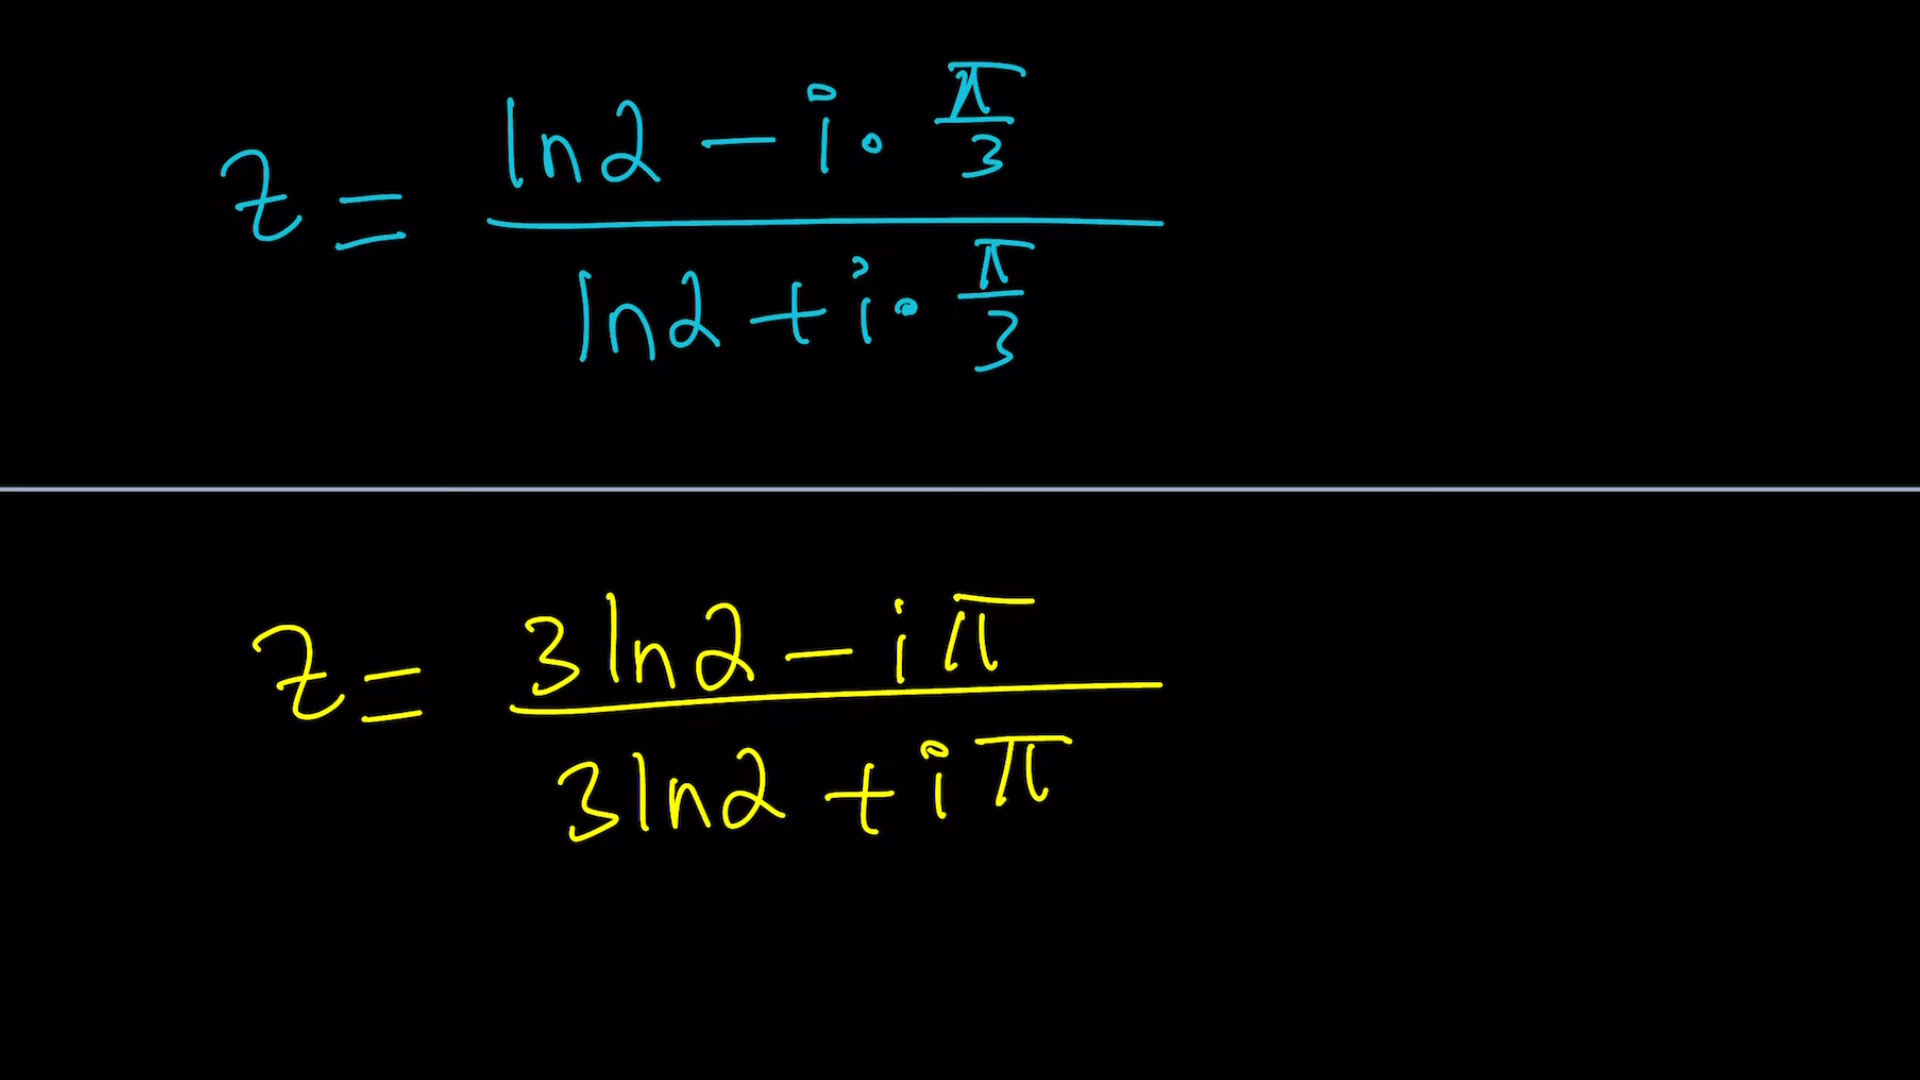 z = (ln2 - i · π/3) / (ln2 + i · π/3)
z = (3ln2 - iπ) / (3ln2 + iπ)